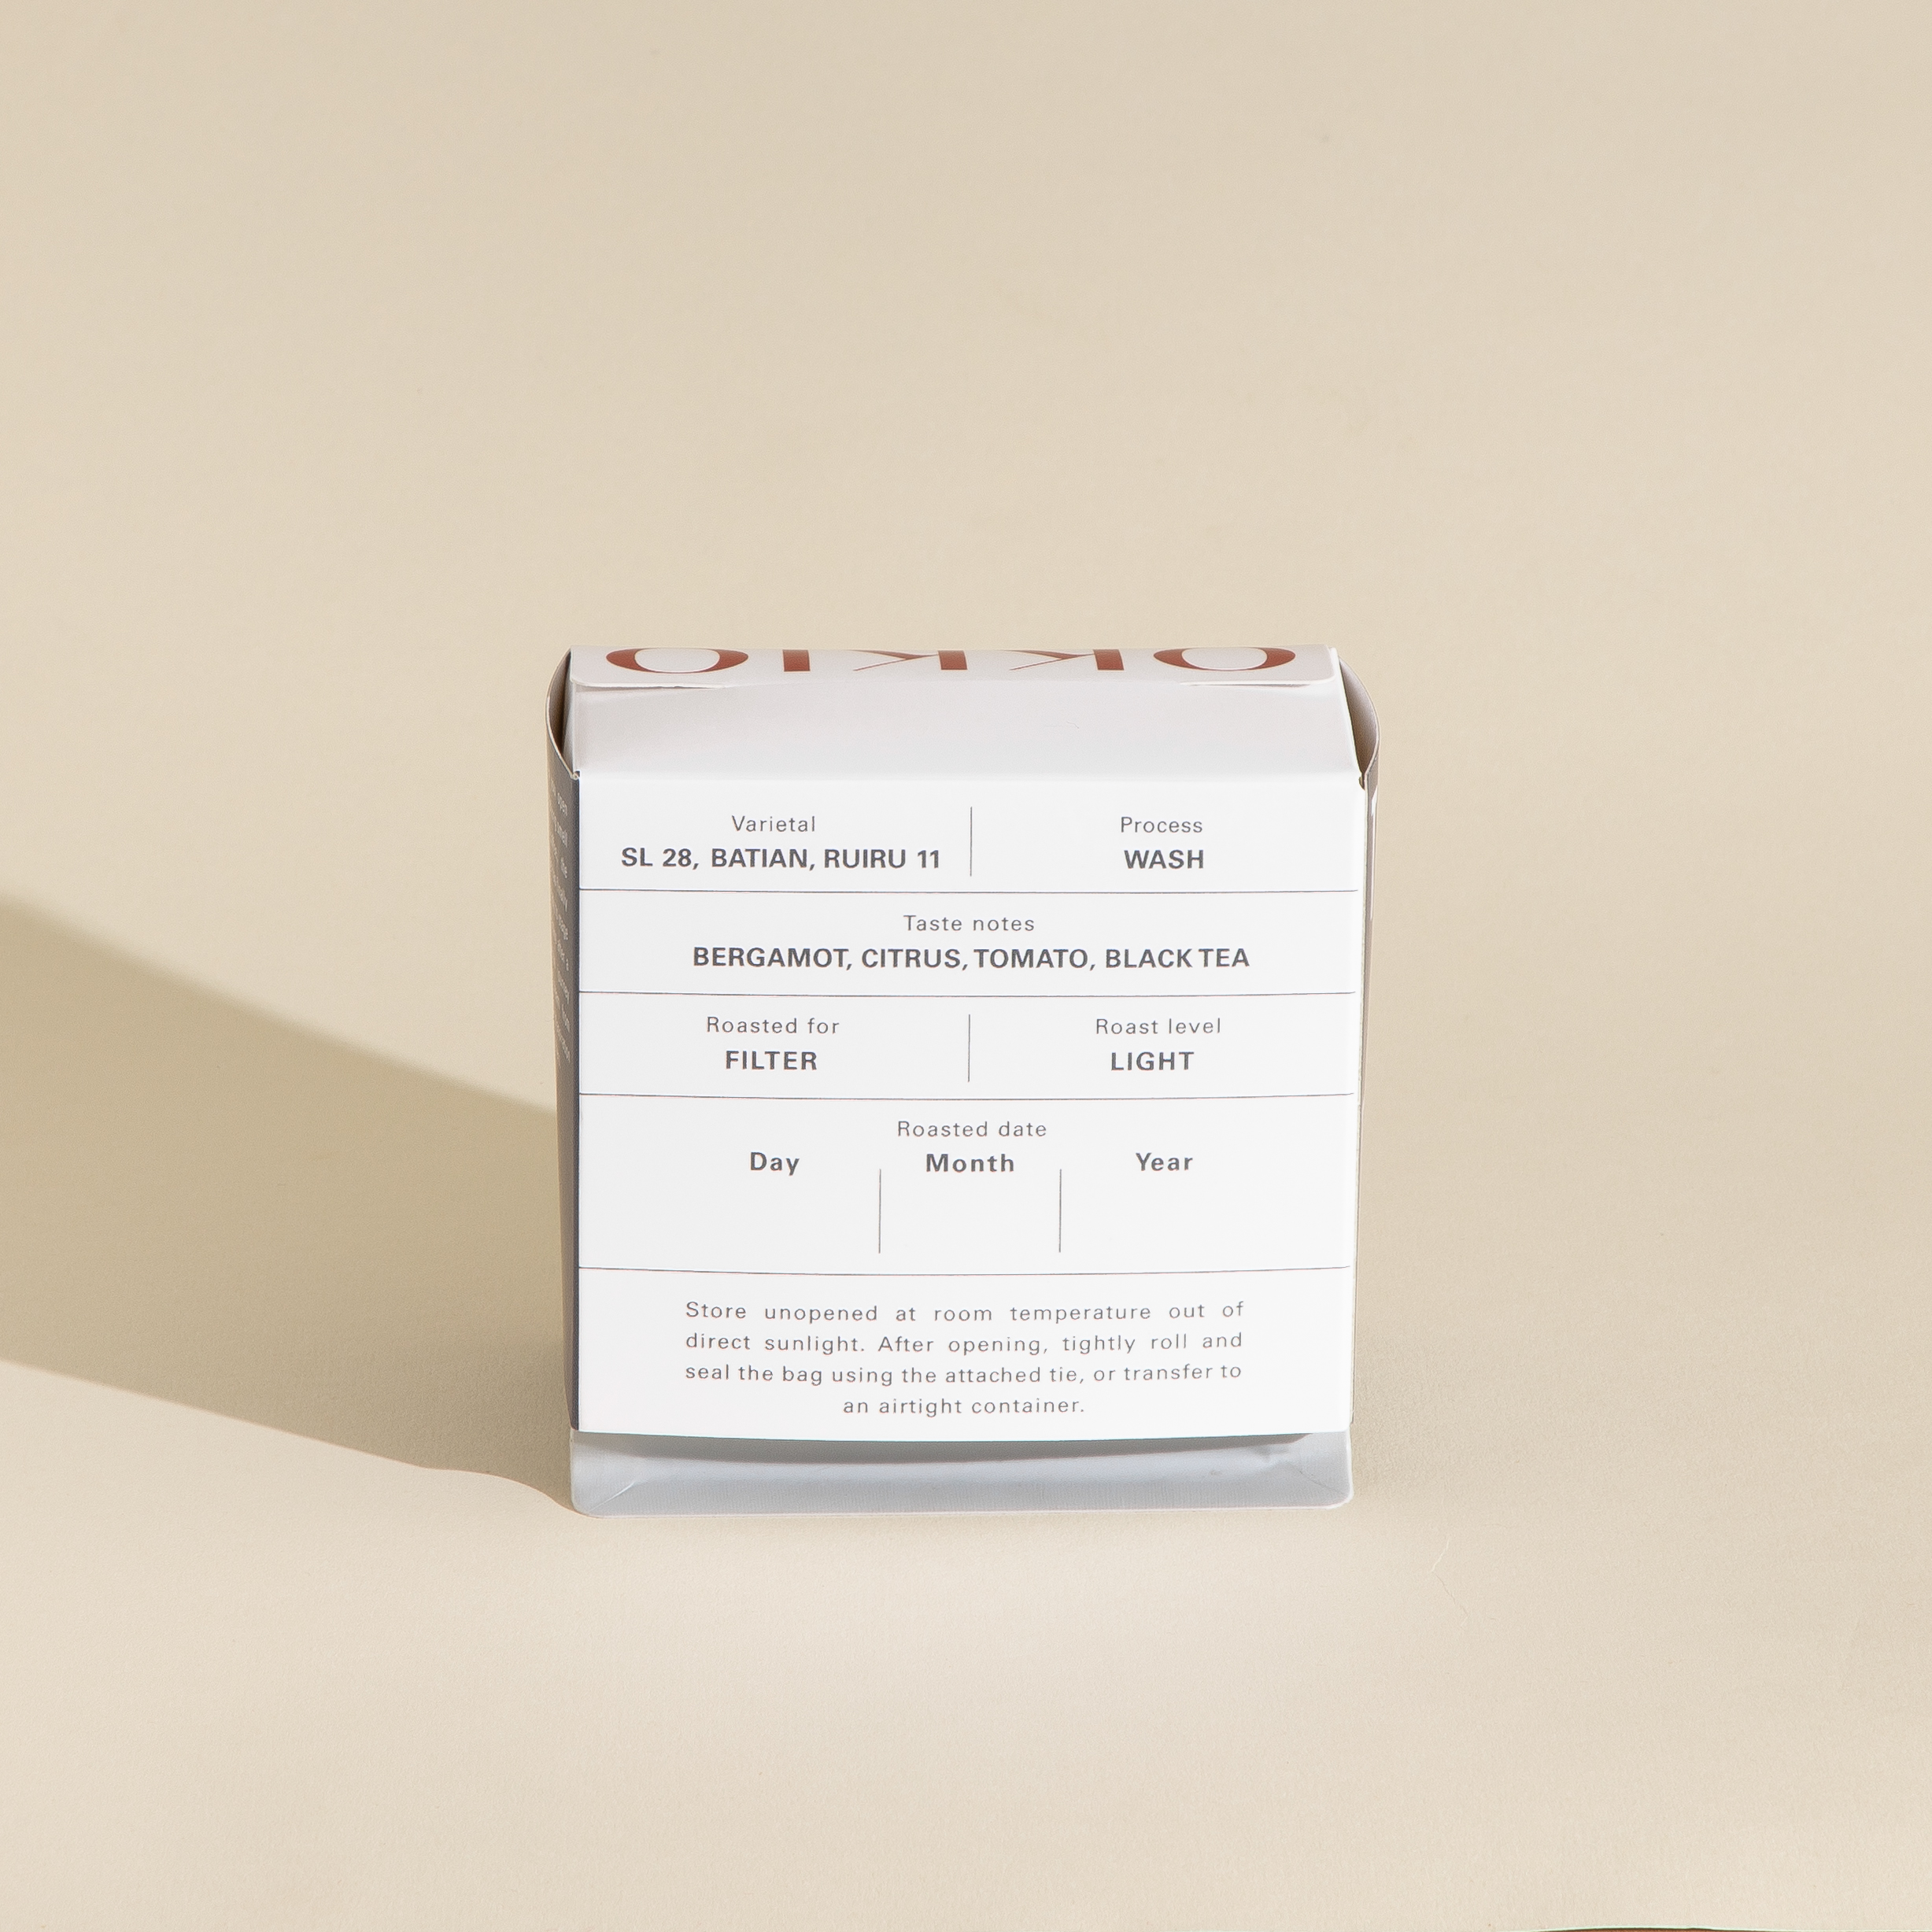 OKKIO
Varietal
SL 28, BATIAN, RUIRU 11
Process
WASH
Taste notes
BERGAMOT, CITRUS, TOMATO, BLACK TEA
Roasted for
FILTER
Roast level
LIGHT
Roasted date
Day
Month
Year
Store unopened at room temperature out of
direct sunlight. After opening, tightly roll and
seal the bag using the attached tie, or transfer to
an airtight container.